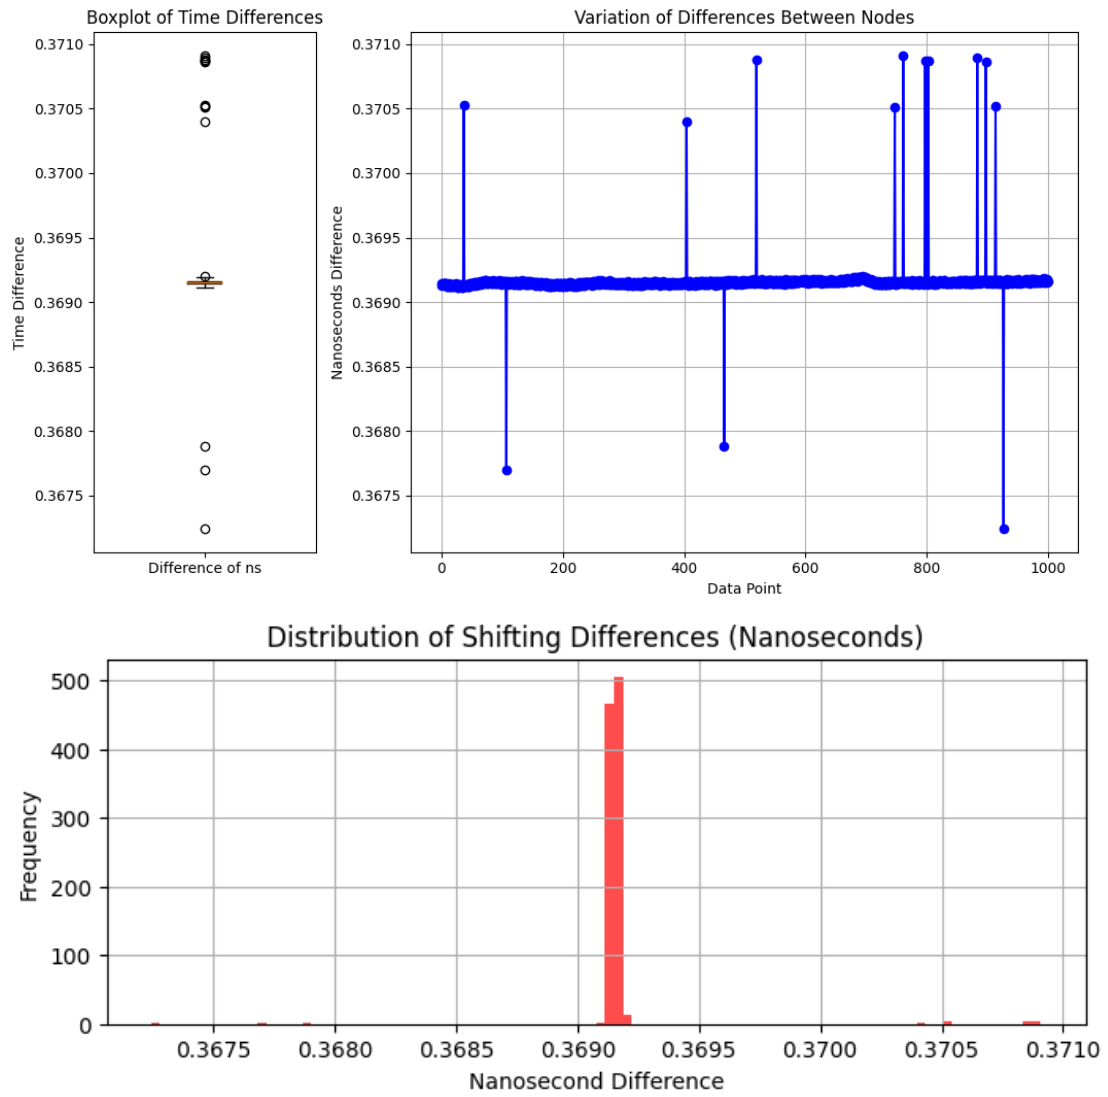 Boxplot of Time Differences
Time Difference
0.3710
0.3705
0.3700
0.3695
0.3690
0.3685
0.3680
0.3675
Difference of ns
Variation of Differences Between Nodes
Nanoseconds Difference
0.3710
0.3705
0.3700
0.3695
0.3690
0.3685
0.3680
0.3675
0 200 400 600 800 1000
Data Point
Distribution of Shifting Differences (Nanoseconds)
Frequency
500
400
300
200
100
0
0.3675 0.3680 0.3685 0.3690 0.3695 0.3700 0.3705 0.3710
Nanosecond Difference